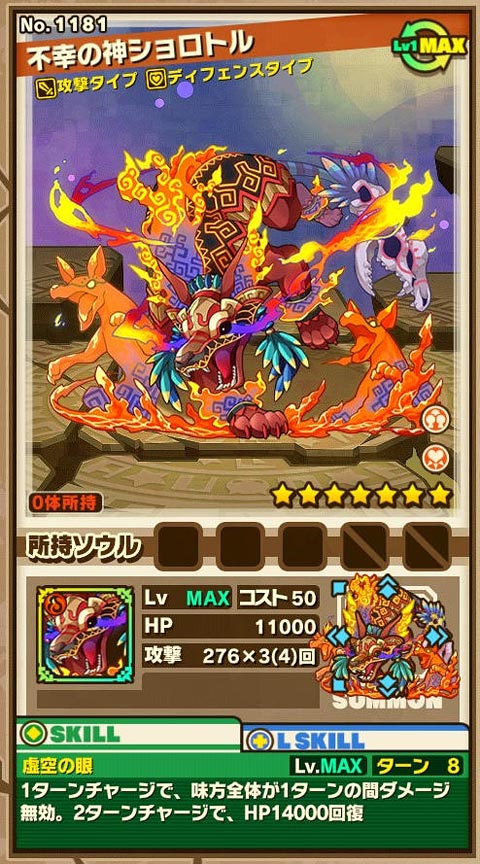 No.1181
不幸の神ショロトル
Lv1 MAX
攻撃タイプ ディフェンスタイプ
0体所持
所持ソウル
Lv MAX コスト50
HP 11000
攻撃 276×3(4)回
SUMMON
SKILL
L SKILL
虚空の眼 Lv.MAX ターン 8
1ターンチャージで、味方全体が1ターンの間ダメージ
無効。2ターンチャージで、HP14000回復